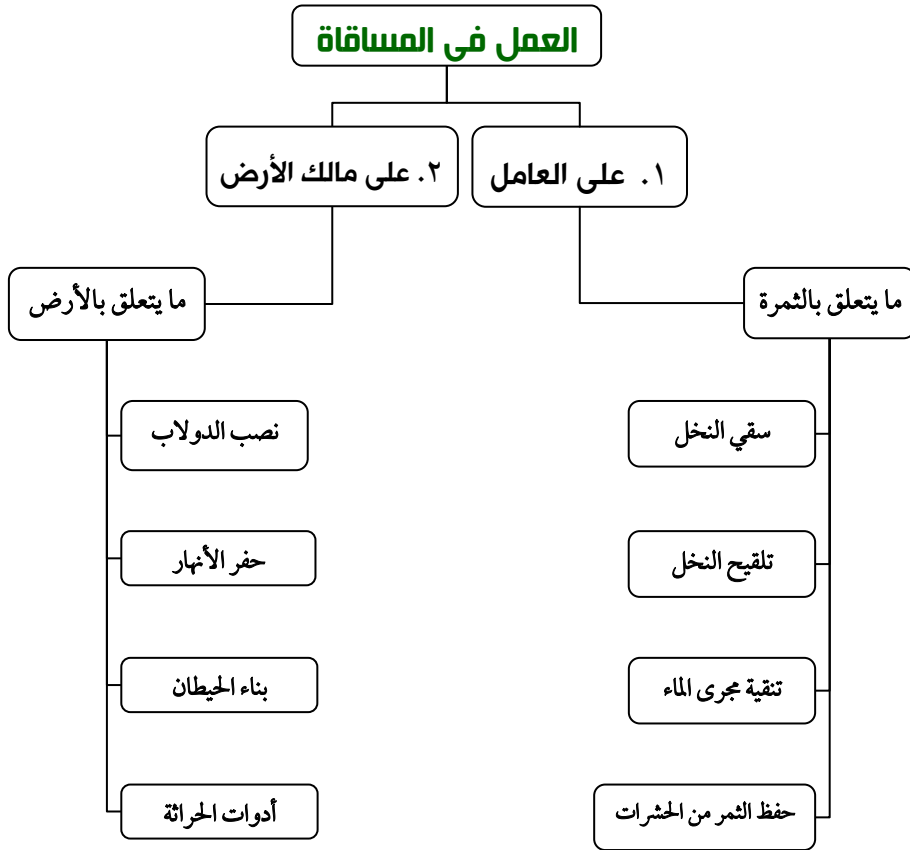 العمل فى المساقاة
١. على العامل
٢. على مالك الأرض
ما يتعلق بالثمرة
سقي النخل
تلقيح النخل
تنقية مجرى الماء
حفظ الثمر من الحشرات
ما يتعلق بالأرض
نصب الدولاب
حفر الأنهار
بناء الحيطان
أدوات الحراثة